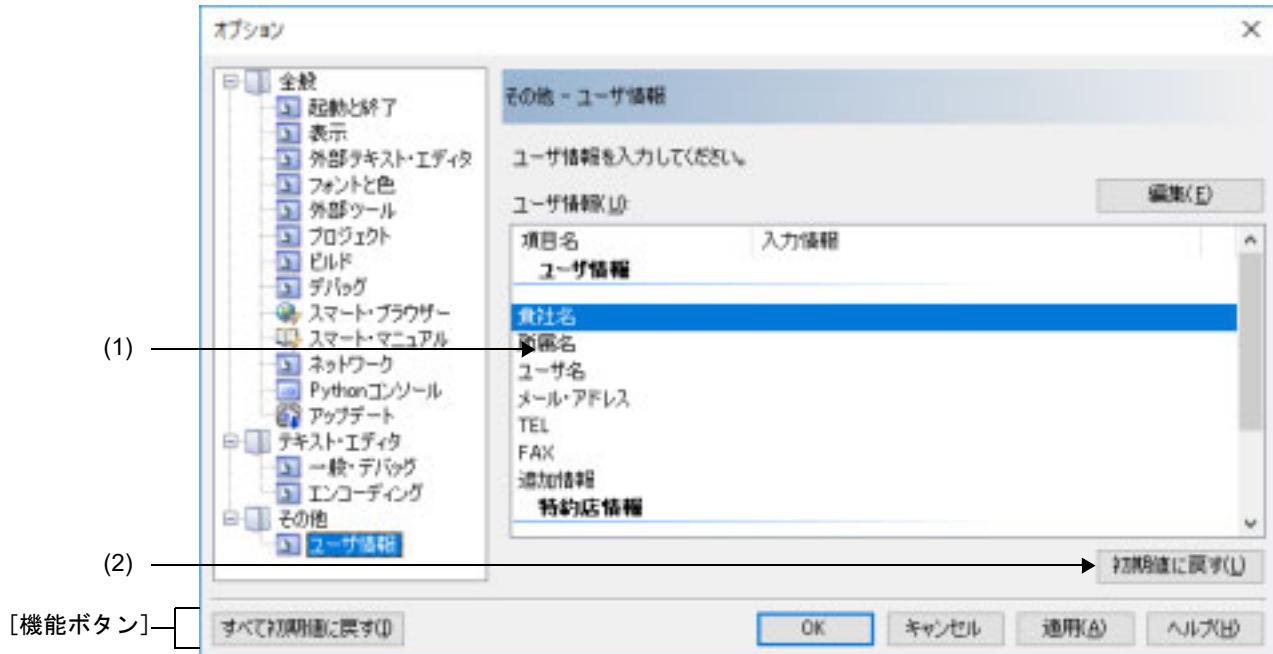 オプション
全般
起動と終了
表示
外部テキスト・エディタ
フォントと色
外部ツール
プロジェクト
ビルド
デバッグ
スマート・ブラウザー
スマート・マニュアル
ネットワーク
Pythonコンソール
アップデート
テキスト・エディタ
一般・デバッグ
エンコーディング
その他
ユーザ情報
その他 - ユーザ情報
ユーザ情報を入力してください。
編集(E)
ユーザ情報(U):
項目名 入力情報
ユーザ情報
貴社名
所属名
ユーザ名
メール・アドレス
TEL
FAX
追加情報
特約店情報
初期値に戻す(L)
(1)
(2)
[機能ボタン]
すべて初期値に戻す(I)
OK
キャンセル
適用(A)
ヘルプ(H)